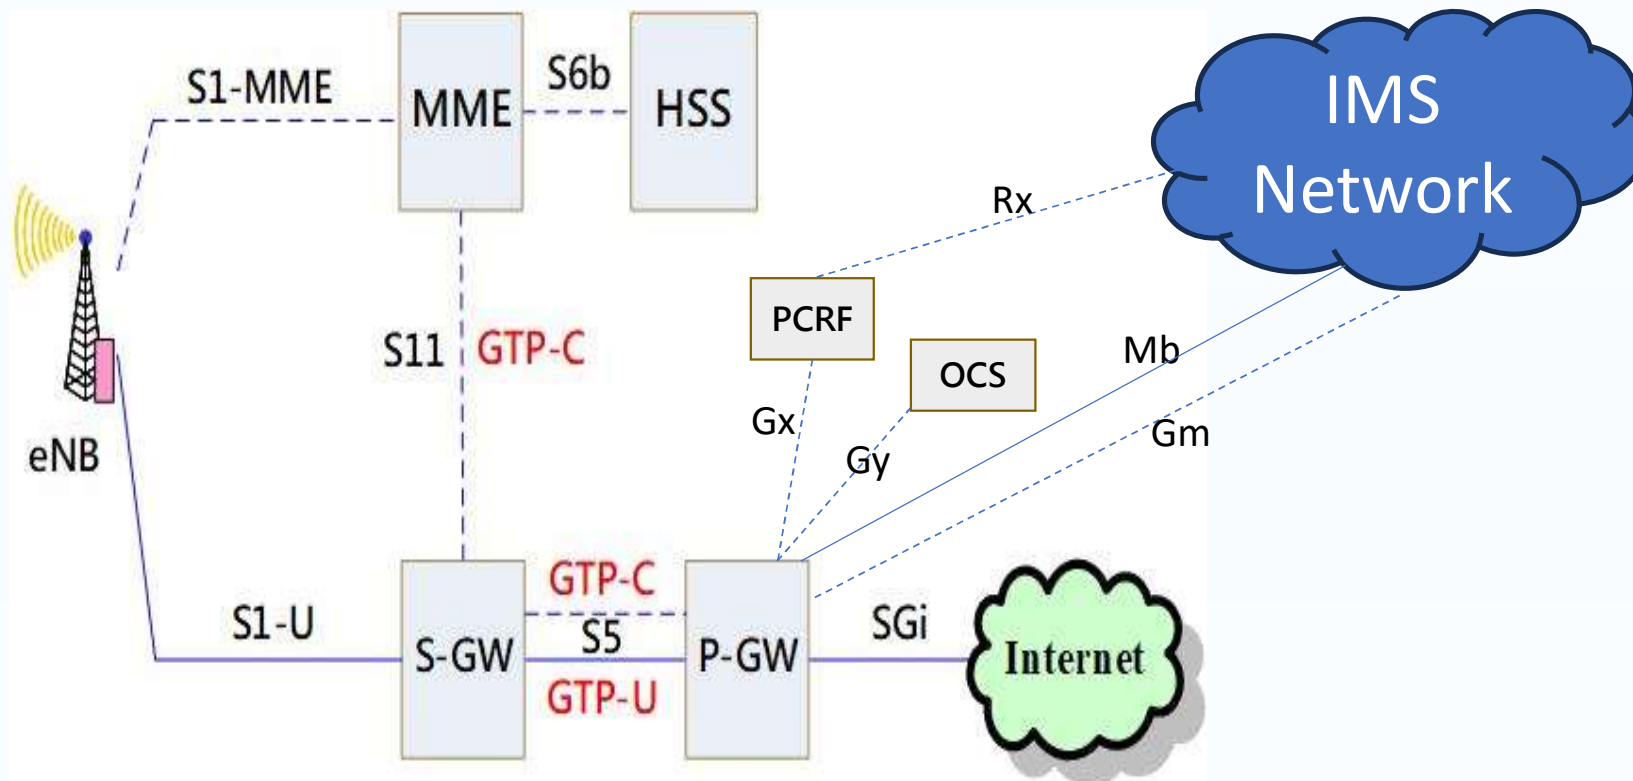 S1-MME
MME
S6b
HSS
IMS
Network
Rx
PCRF
S11
GTP-C
OCS
Mb
Gx
Gm
eNB
Gy
GTP-C
S1-U
S5
SGi
S-GW
P-GW
Internet
GTP-U